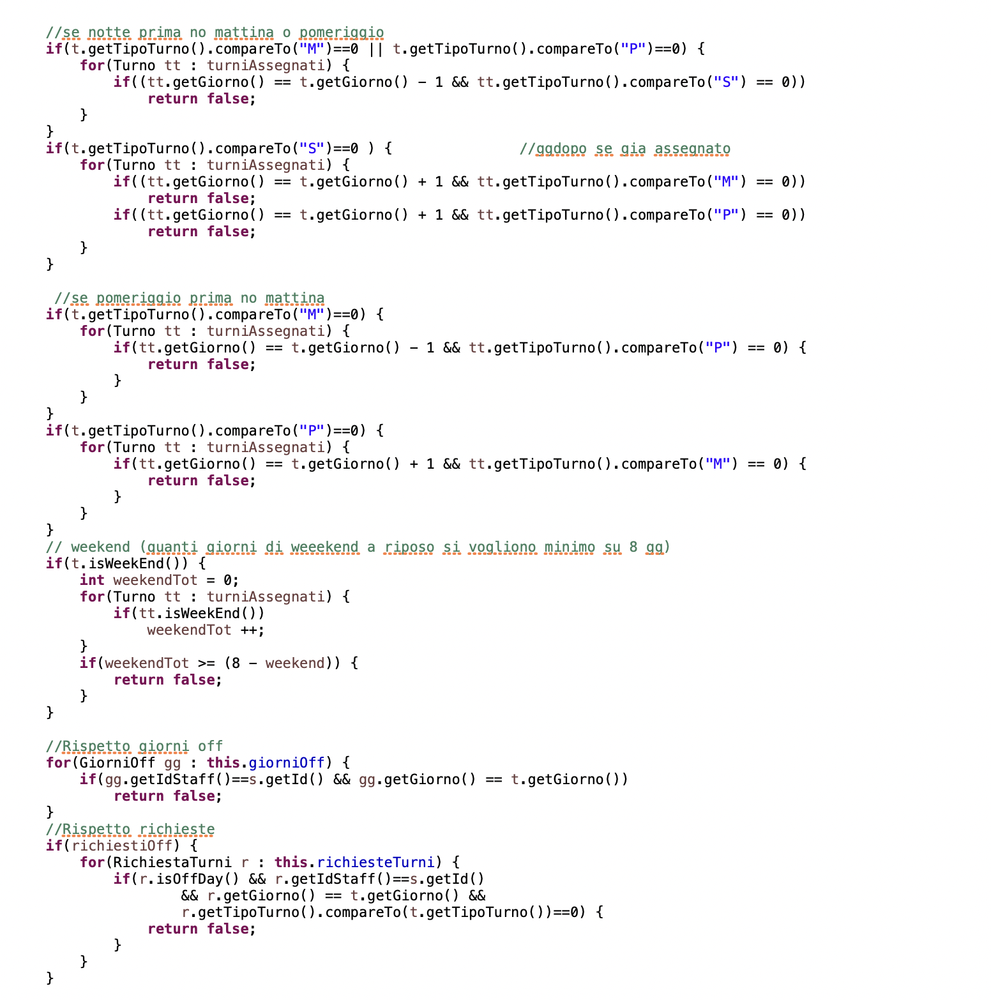 //se notte prima no mattina o pomeriggio
if(t.getTipoTurno().compareTo("M")==0 || t.getTipoTurno().compareTo("P")==0) {
    for(Turno tt : turniAssegnati) {
        if((tt.getGiorno() == t.getGiorno() - 1 && tt.getTipoTurno().compareTo("S") == 0))
            return false;
    }
}
if(t.getTipoTurno().compareTo("S")==0 ) {               //ggdopo se gia assegnato
    for(Turno tt : turniAssegnati) {
        if((tt.getGiorno() == t.getGiorno() + 1 && tt.getTipoTurno().compareTo("M") == 0))
            return false;
        if((tt.getGiorno() == t.getGiorno() + 1 && tt.getTipoTurno().compareTo("P") == 0))
            return false;
    }
}

 //se pomeriggio prima no mattina
if(t.getTipoTurno().compareTo("M")==0) {
    for(Turno tt : turniAssegnati) {
        if(tt.getGiorno() == t.getGiorno() - 1 && tt.getTipoTurno().compareTo("P") == 0) {
            return false;
        }
    }
}
if(t.getTipoTurno().compareTo("P")==0) {
    for(Turno tt : turniAssegnati) {
        if(tt.getGiorno() == t.getGiorno() + 1 && tt.getTipoTurno().compareTo("M") == 0) {
            return false;
        }
    }
}
// weekend (quanti giorni di weeekend a riposo si vogliono minimo su 8 gg)
if(t.isWeekEnd()) {
    int weekendTot = 0;
    for(Turno tt : turniAssegnati) {
        if(tt.isWeekEnd())
            weekendTot ++;
    }
    if(weekendTot >= (8 - weekend)) {
        return false;
    }
}

//Rispetto giorni off
for(GiorniOff gg : this.giorniOff) {
    if(gg.getIdStaff()==s.getId() && gg.getGiorno() == t.getGiorno())
        return false;
}
//Rispetto richieste
if(richiestiOff) {
    for(RichiestaTurni r : this.richiesteTurni) {
        if(r.isOffDay() && r.getIdStaff()==s.getId()
                && r.getGiorno() == t.getGiorno() &&
                r.getTipoTurno().compareTo(t.getTipoTurno())==0) {
            return false;
        }
    }
}